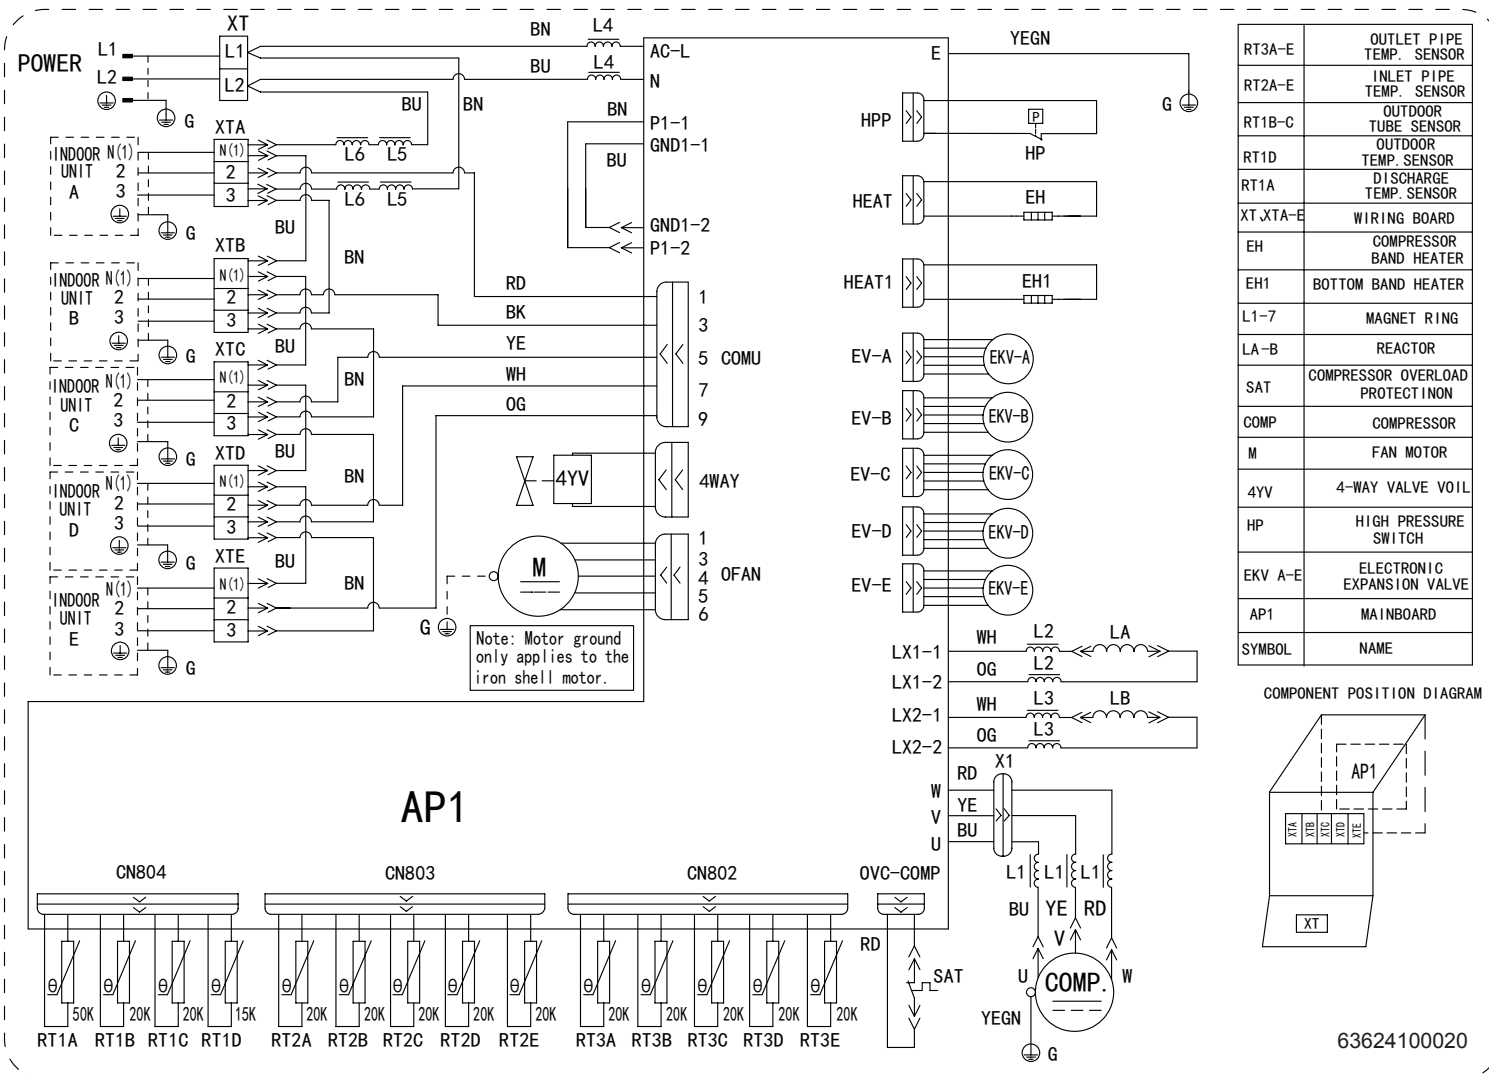 POWER
L1
L2
G
XT
L1
L2
BN
L4
BU
L4
BU
BN
INDOOR
UNIT
A
N(1)
2
3
G
XTA
N(1)
2
3
L6
L5
L6
L5
BU
BN
INDOOR
UNIT
B
N(1)
2
3
G
XTB
N(1)
2
3
BU
BN
INDOOR
UNIT
C
N(1)
2
3
G
XTC
N(1)
2
3
BU
BN
INDOOR
UNIT
D
N(1)
2
3
G
XTD
N(1)
2
3
BU
BN
INDOOR
UNIT
E
N(1)
2
3
G
XTE
N(1)
2
3
AC-L
N
BN
P1-1
GND1-1
BU
GND1-2
P1-2
RD
BK
YE
WH
OG
1
3
5 COMU
7
9
4YV
4WAY
M
G
1
3
4 OFAN
5
6
Note: Motor ground
only applies to the
iron shell motor.
E
YEGN
G
HPP
P
HP
HEAT
EH
HEAT1
EH1
EV-A
EKV-A
EV-B
EKV-B
EV-C
EKV-C
EV-D
EKV-D
EV-E
EKV-E
LX1-1
WH
L2
LA
LX1-2
OG
L2
LX2-1
WH
L3
LB
LX2-2
OG
L3
X1
W
RD
V
YE
U
BU
L1
L1
L1
BU
YE
RD
U
V
W
COMP.
YEGN
G
AP1
CN804
CN803
CN802
OVC-COMP
50K
20K
20K
15K
RT1A
RT1B
RT1C
RT1D
20K
20K
20K
20K
20K
RT2A
RT2B
RT2C
RT2D
RT2E
20K
20K
20K
20K
20K
RT3A
RT3B
RT3C
RT3D
RT3E
θ
θ
θ
θ
θ
θ
θ
θ
θ
θ
θ
θ
θ
θ
RD
SAT
RT3A-E OUTLET PIPE
TEMP. SENSOR
RT2A-E INLET PIPE
TEMP. SENSOR
RT1B-C OUTDOOR
TUBE SENSOR
RT1D OUTDOOR
TEMP. SENSOR
RT1A DISCHARGE
TEMP. SENSOR
XT、XTA-E WIRING BOARD
EH COMPRESSOR
BAND HEATER
EH1 BOTTOM BAND HEATER
L1-7 MAGNET RING
LA-B REACTOR
SAT COMPRESSOR OVERLOAD
PROTECTINON
COMP COMPRESSOR
M FAN MOTOR
4YV 4-WAY VALVE VOIL
HP HIGH PRESSURE
SWITCH
EKV A-E ELECTRONIC
EXPANSION VALVE
AP1 MAINBOARD
SYMBOL NAME
COMPONENT POSITION DIAGRAM
AP1
XTA
XTB
XTC
XTD
XTE
XT
63624100020